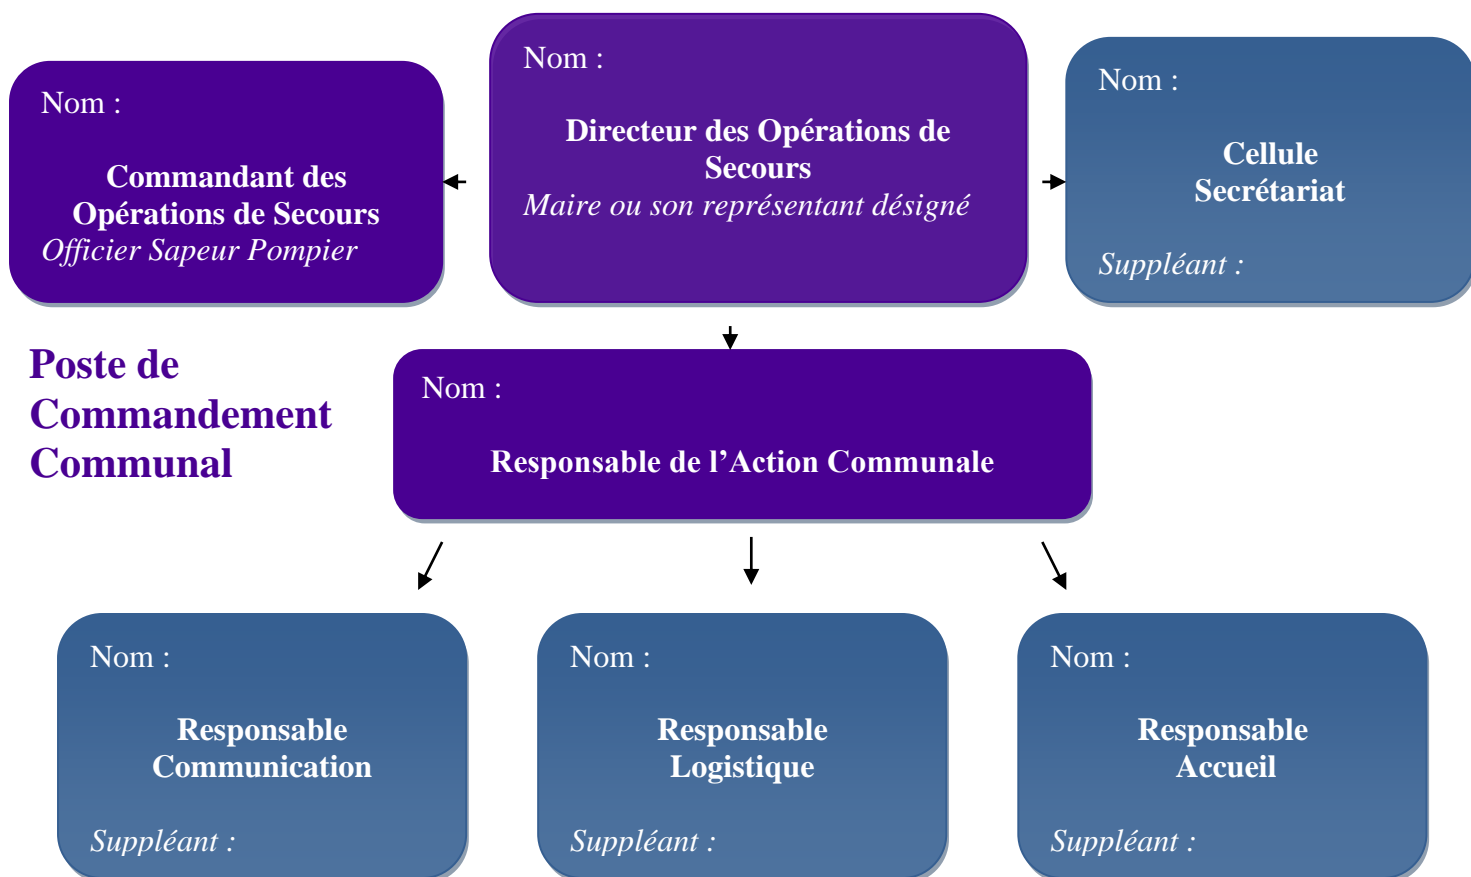 Nom :
Commandant des
Opérations de Secours
Officier Sapeur Pompier
Nom :
Directeur des Opérations de
Secours
Maire ou son représentant désigné
Nom :
Cellule
Secrétariat
Suppléant :
Poste de
Commandement
Communal
Nom :
Responsable de l’Action Communale
Nom :
Responsable
Communication
Suppléant :
Nom :
Responsable
Logistique
Suppléant :
Nom :
Responsable
Accueil
Suppléant :